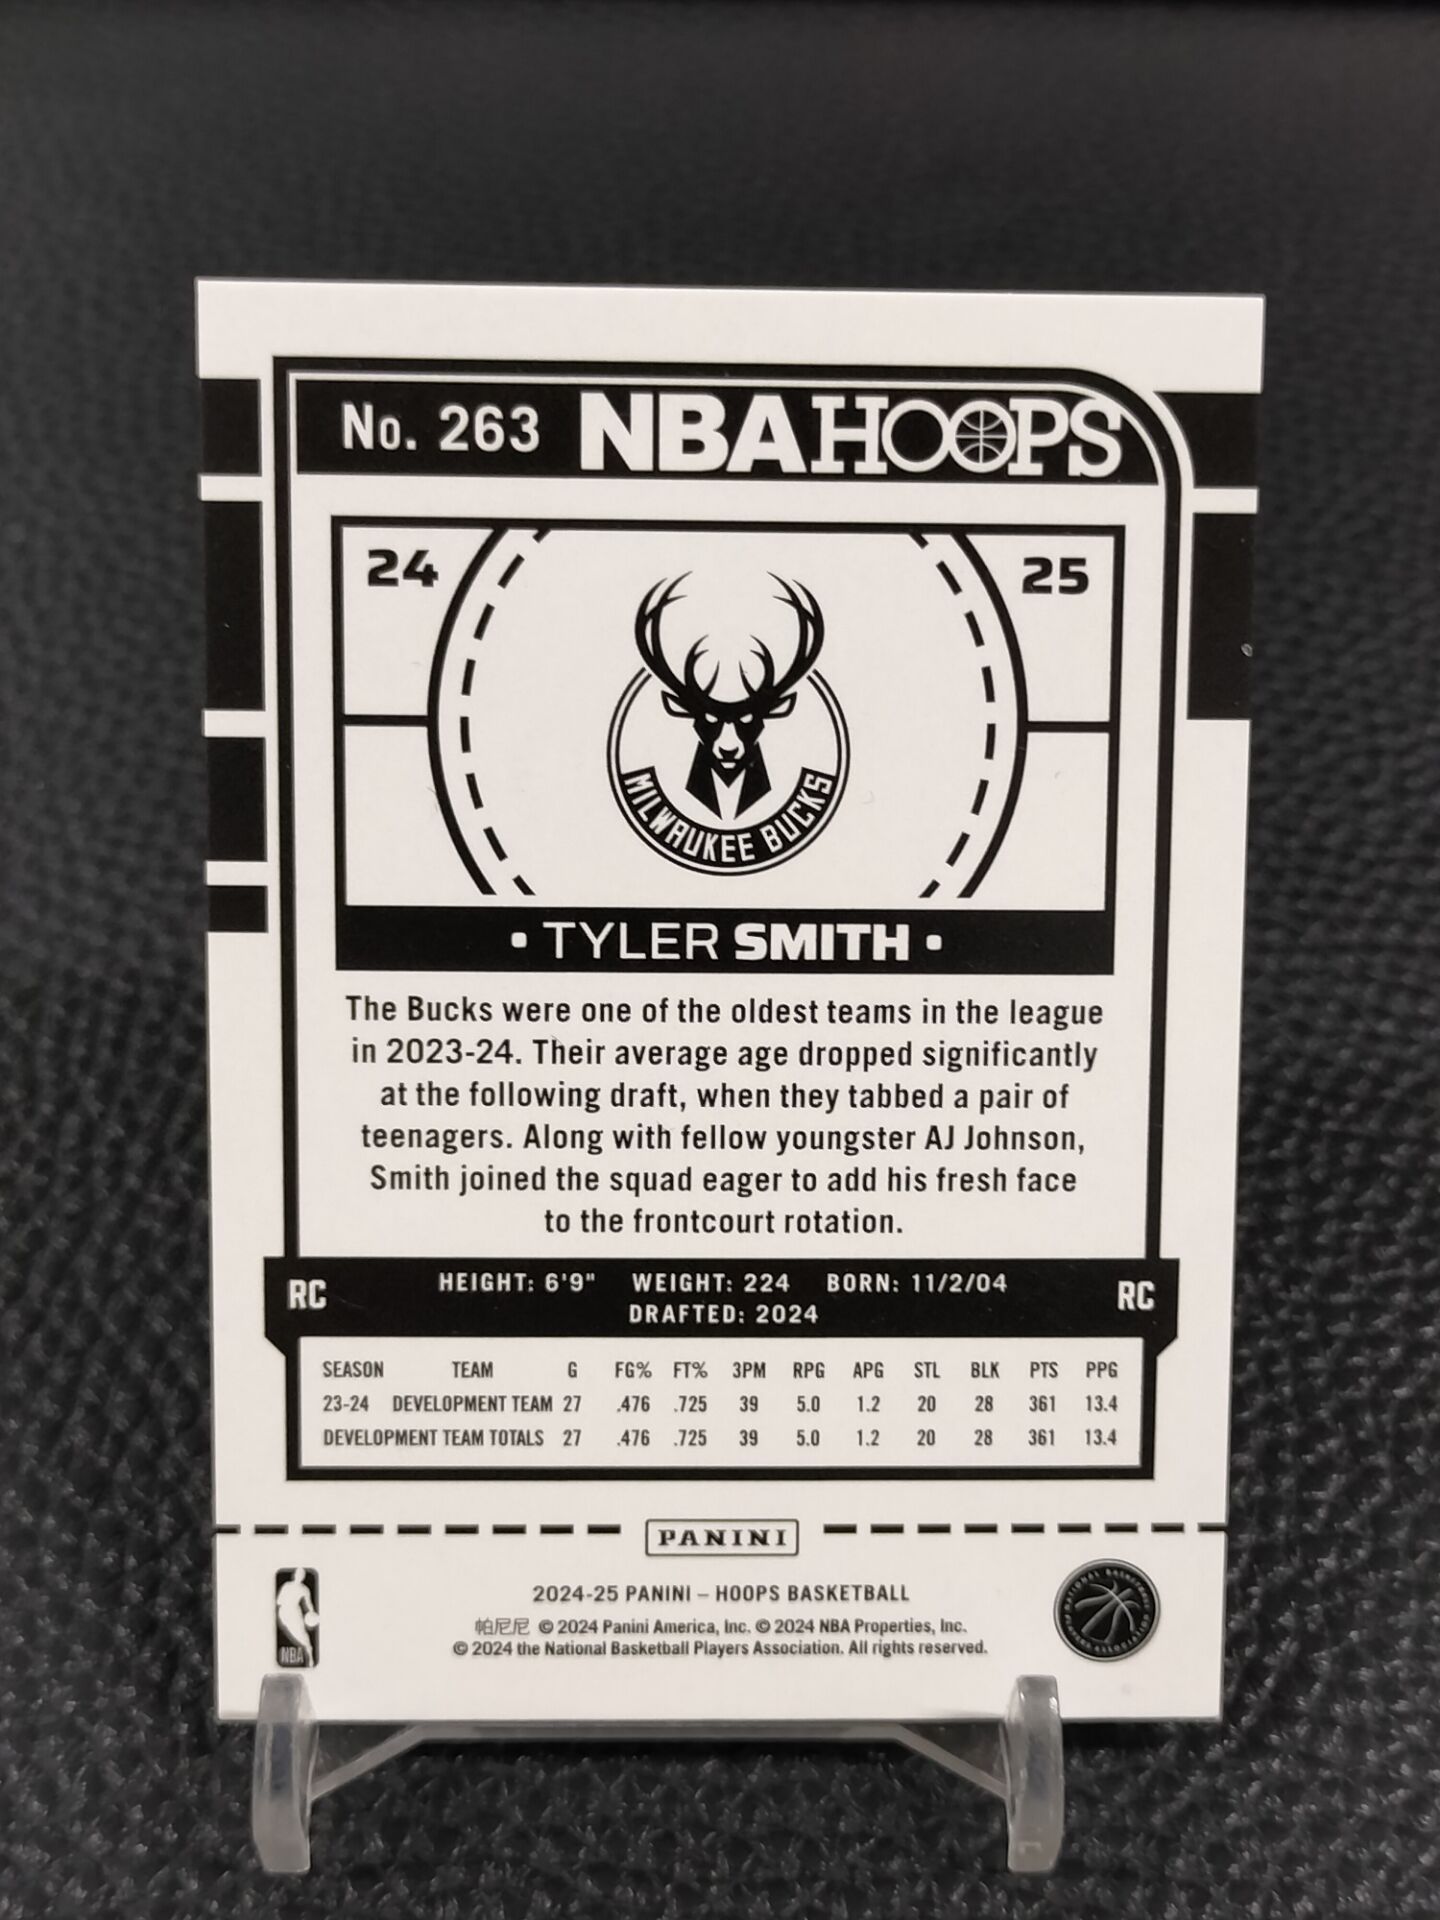 No. 263 NBA HOOPS
24 25
MILWAUKEE BUCKS
• TYLER SMITH •
The Bucks were one of the oldest teams in the league
in 2023-24. Their average age dropped significantly
at the following draft, when they tabbed a pair of
teenagers. Along with fellow youngster AJ Johnson,
Smith joined the squad eager to add his fresh face
to the frontcourt rotation.
RC HEIGHT: 6'9" WEIGHT: 224 BORN: 11/2/04 RC
DRAFTED: 2024
SEASON TEAM G FG% FT% 3PM RPG APG STL BLK PTS PPG
23-24 DEVELOPMENT TEAM 27 .476 .725 39 5.0 1.2 20 28 361 13.4
DEVELOPMENT TEAM TOTALS 27 .476 .725 39 5.0 1.2 20 28 361 13.4
PANINI
2024-25 PANINI – HOOPS BASKETBALL
帕尼尼 © 2024 Panini America, Inc. © 2024 NBA Properties, Inc.
© 2024 the National Basketball Players Association. All rights reserved.
NBA
NATIONAL BASKETBALL PLAYERS ASSOCIATION